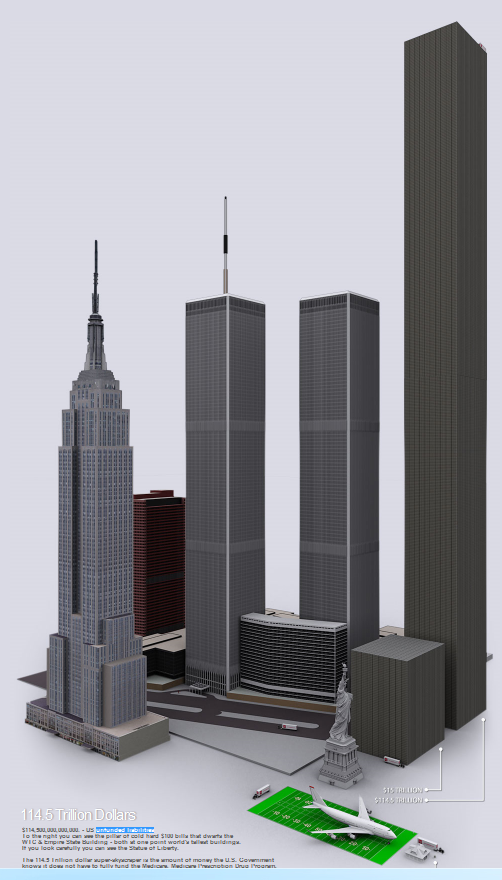 $15 TRILLION
$114.5 TRILLION
114.5 Trillion Dollars
$114,500,000,000,000. - US unfunded liabilities
To the right you can see the pillar of cold hard $100 bills that dwarfs the
WTC & Empire State Building - both at one point world's tallest buildings.
If you look carefully you can see the Statue of Liberty.
The 114.5 Trillion dollar super-skyscraper is the amount of money the U.S. Government
knows it does not have to fully fund the Medicare, Medicare Prescription Drug Program,